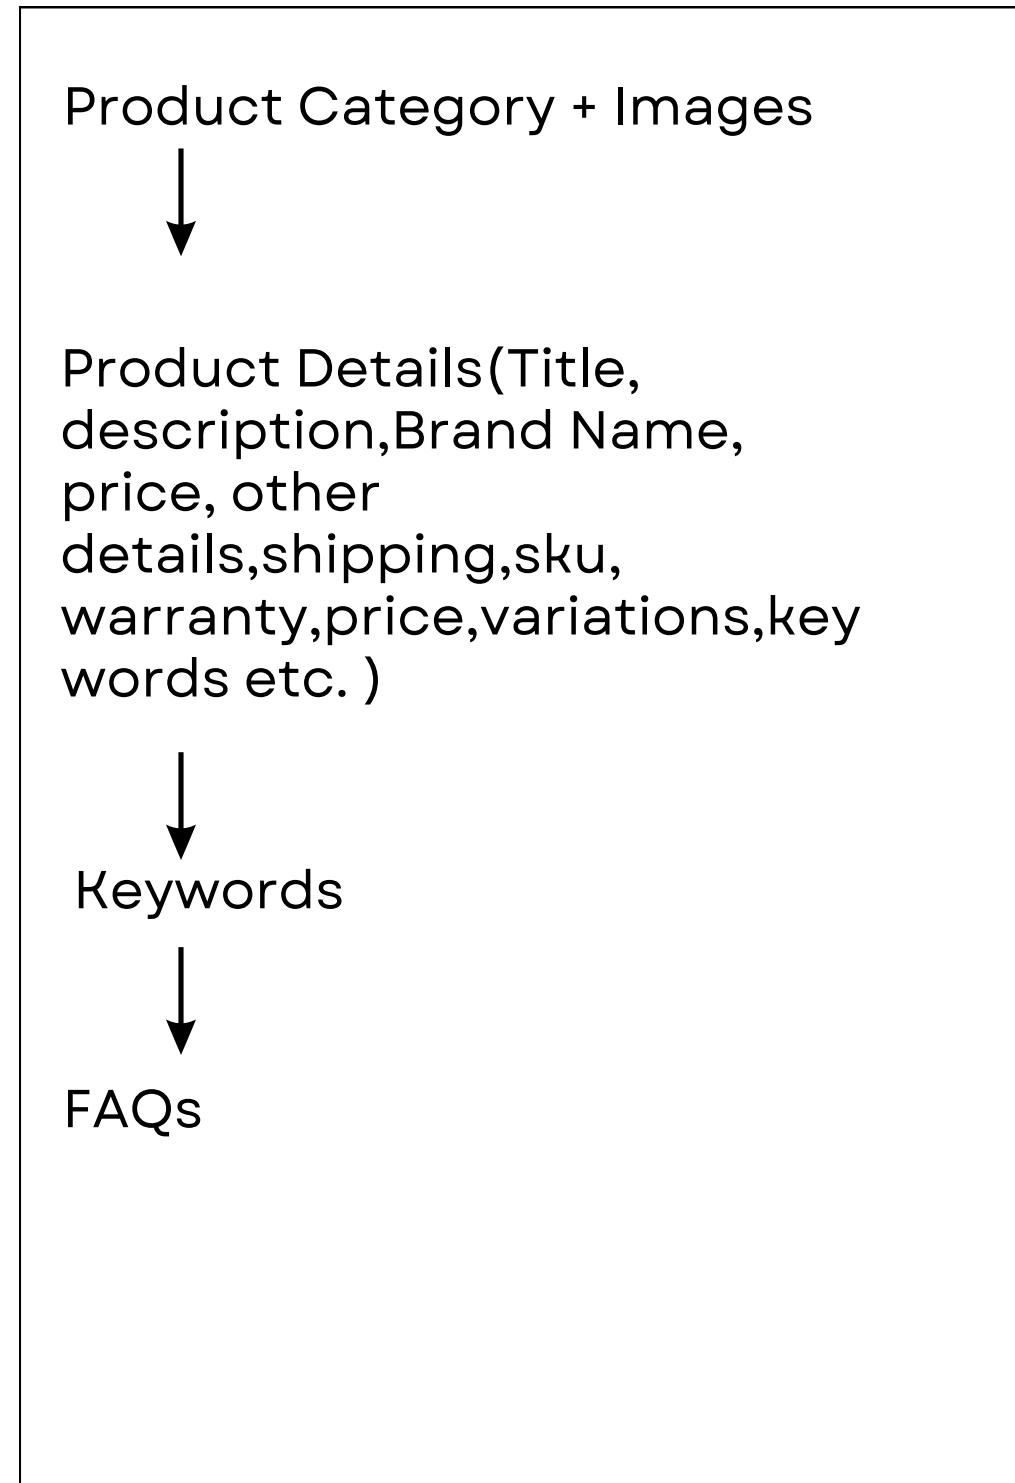 Product Category + Images
Product Details(Title,
description,Brand Name,
price, other
details,shipping,sku,
warranty,price,variations,key
words etc. )
Keywords
FAQs